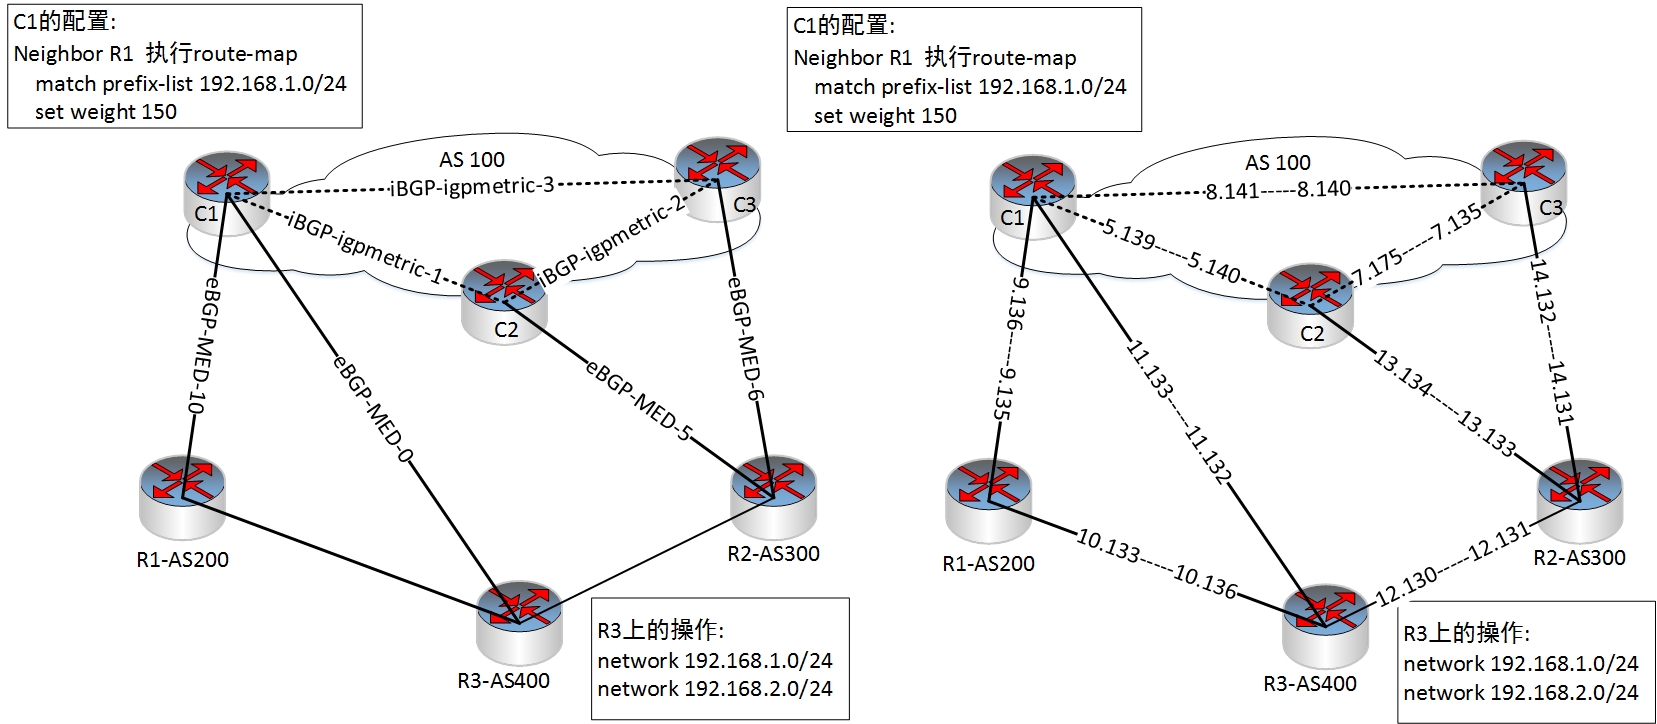 C1的配置:
Neighbor R1 执行route-map
match prefix-list 192.168.1.0/24
set weight 150
AS 100
iBGP-igpmetric-3
C1
C3
iBGP-igpmetric-1
iBGP-igpmetric-2
C2
eBGP-MED-10
eBGP-MED-0
eBGP-MED-5
eBGP-MED-6
R1-AS200
R2-AS300
R3-AS400
R3上的操作:
network 192.168.1.0/24
network 192.168.2.0/24
C1的配置:
Neighbor R1 执行route-map
match prefix-list 192.168.1.0/24
set weight 150
AS 100
8.141-----8.140
C1
C3
5.139-----5.140
7.175------7.135
C2
9.136-----9.135
11.133-----11.132
13.134------13.133
14.132-----14.131
10.133-----10.136
12.130-----12.131
R1-AS200
R2-AS300
R3-AS400
R3上的操作:
network 192.168.1.0/24
network 192.168.2.0/24